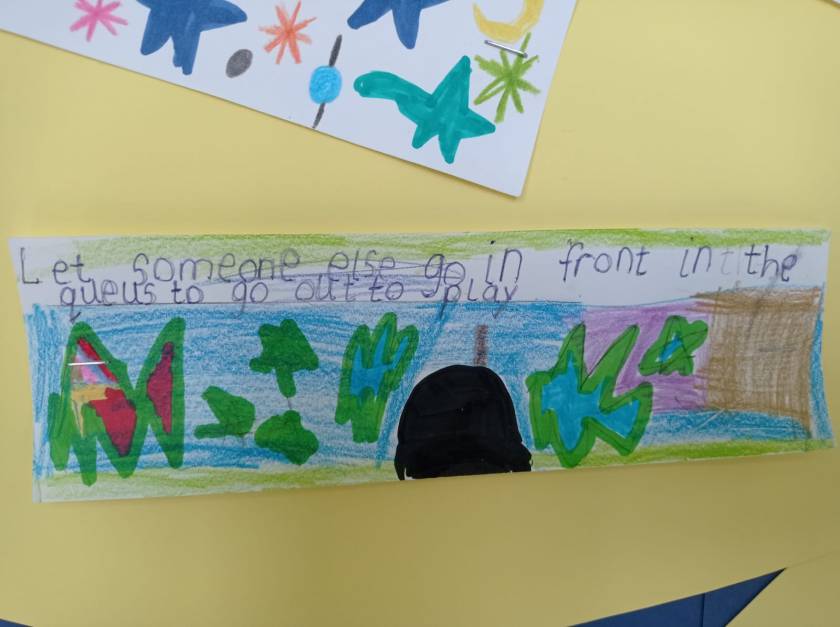 Let someone else go in front in the
queus to go out to play